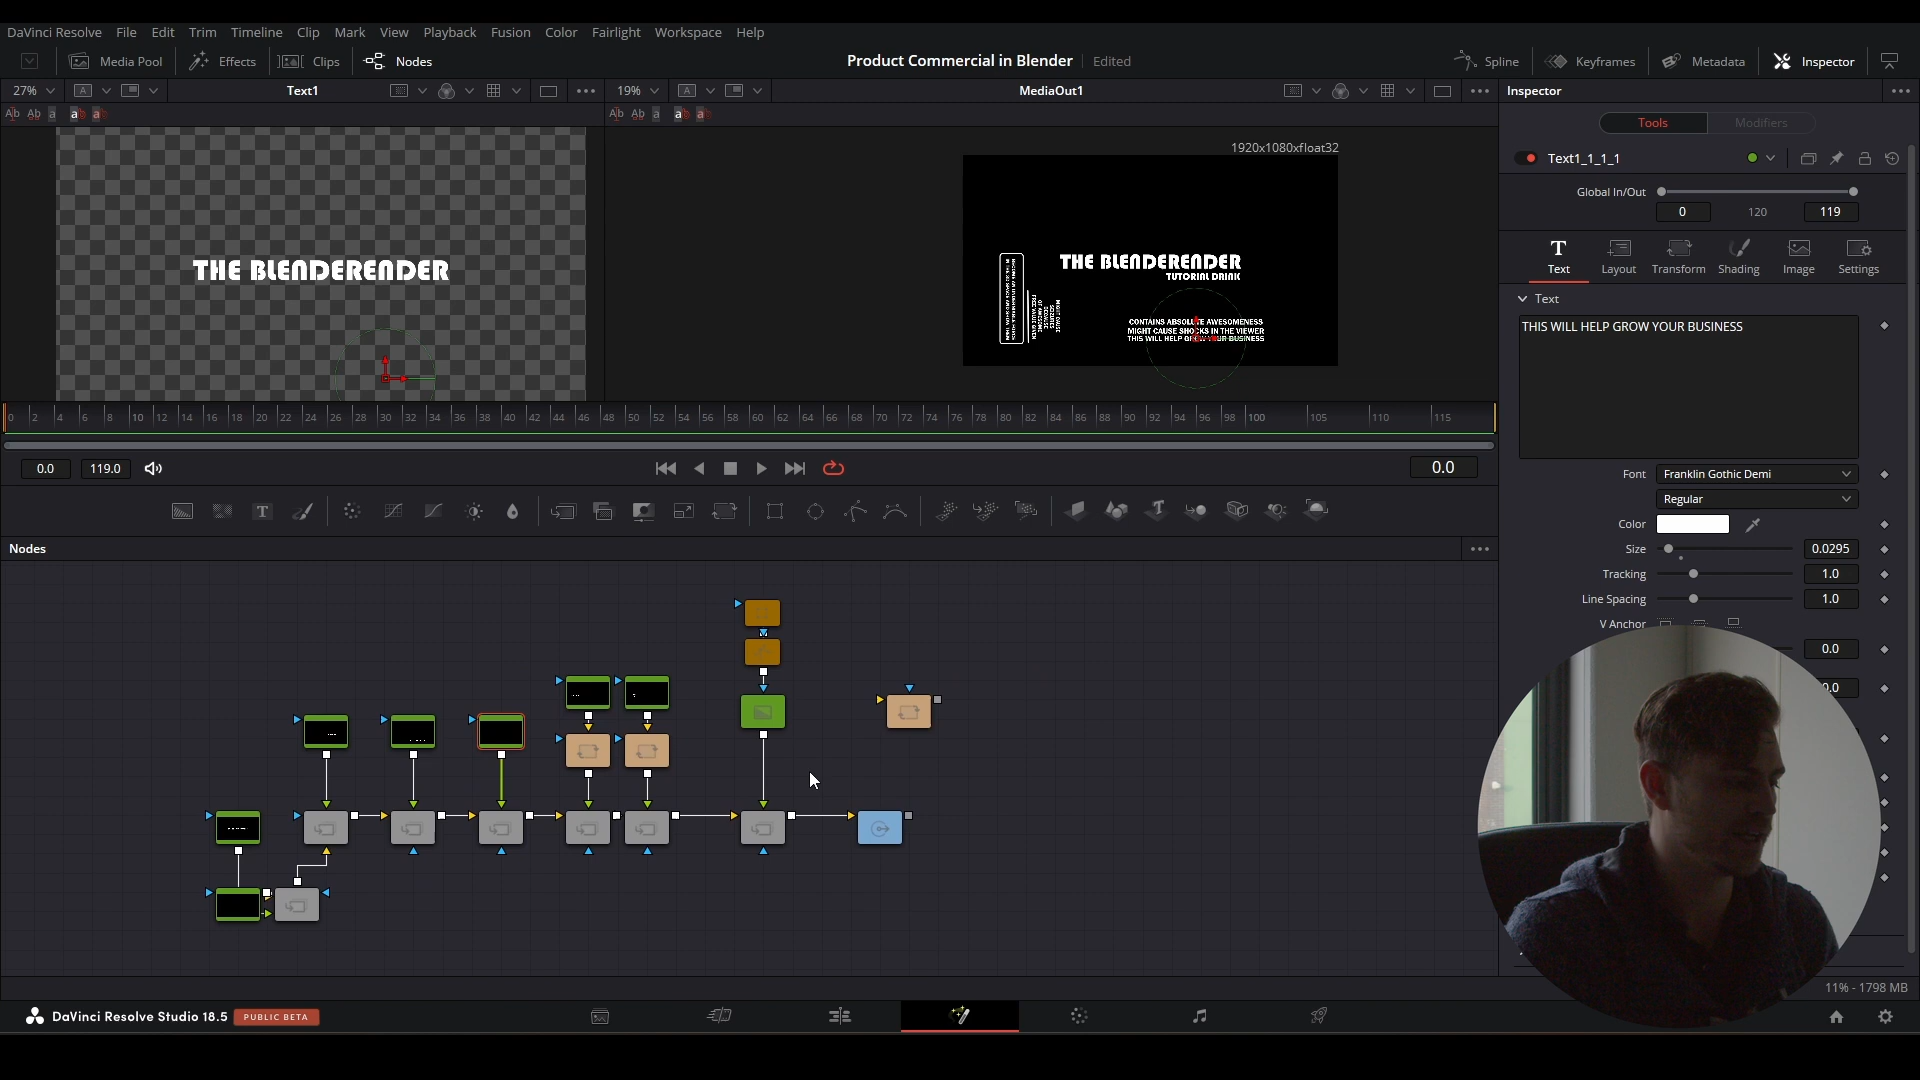 DaVinci Resolve File Edit Trim Timeline Clip Mark View Playback Fusion Color Fairlight Workspace Help
Media Pool Effects Clips Nodes Product Commercial in Blender Edited Spline Keyframes Metadata Inspector
27% Text1 19% MediaOut1 Inspector
Tools Modifiers
1920x1080xfloat32
Text1_1_1_1
Global In/Out
0 120 119
Text Layout Transform Shading Image Settings
Text
THIS WILL HELP GROW YOUR BUSINESS
THE BLENDERENDER
THE BLENDERENDER
TUTORIAL DRINK
CONTAINS ABSOLUTE AWESOMENESS
MIGHT CAUSE SHOCKS IN THE VIEWER
THIS WILL HELP GROW YOUR BUSINESS
0 2 4 6 8 10 12 14 16 18 20 22 24 26 28 30 32 34 36 38 40 42 44 46 48 50 52 54 56 58 60 62 64 66 68 70 72 74 76 78 80 82 84 86 88 90 92 94 96 98 100 105 110 115
0.0 119.0 0.0
Font Franklin Gothic Demi
Regular
Color
Size 0.0295
Tracking 1.0
Line Spacing 1.0
V Anchor
0.0
Nodes
11% - 1798 MB
DaVinci Resolve Studio 18.5 PUBLIC BETA